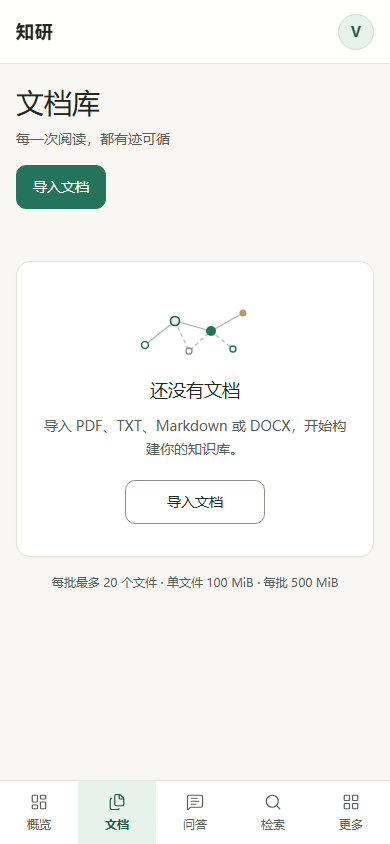 知研
V
文档库
每一次阅读，都有迹可循
导入文档
还没有文档
导入 PDF、TXT、Markdown 或 DOCX，开始构
建你的知识库。
导入文档
每批最多 20 个文件 · 单文件 100 MiB · 每批 500 MiB
概览
文档
问答
检索
更多